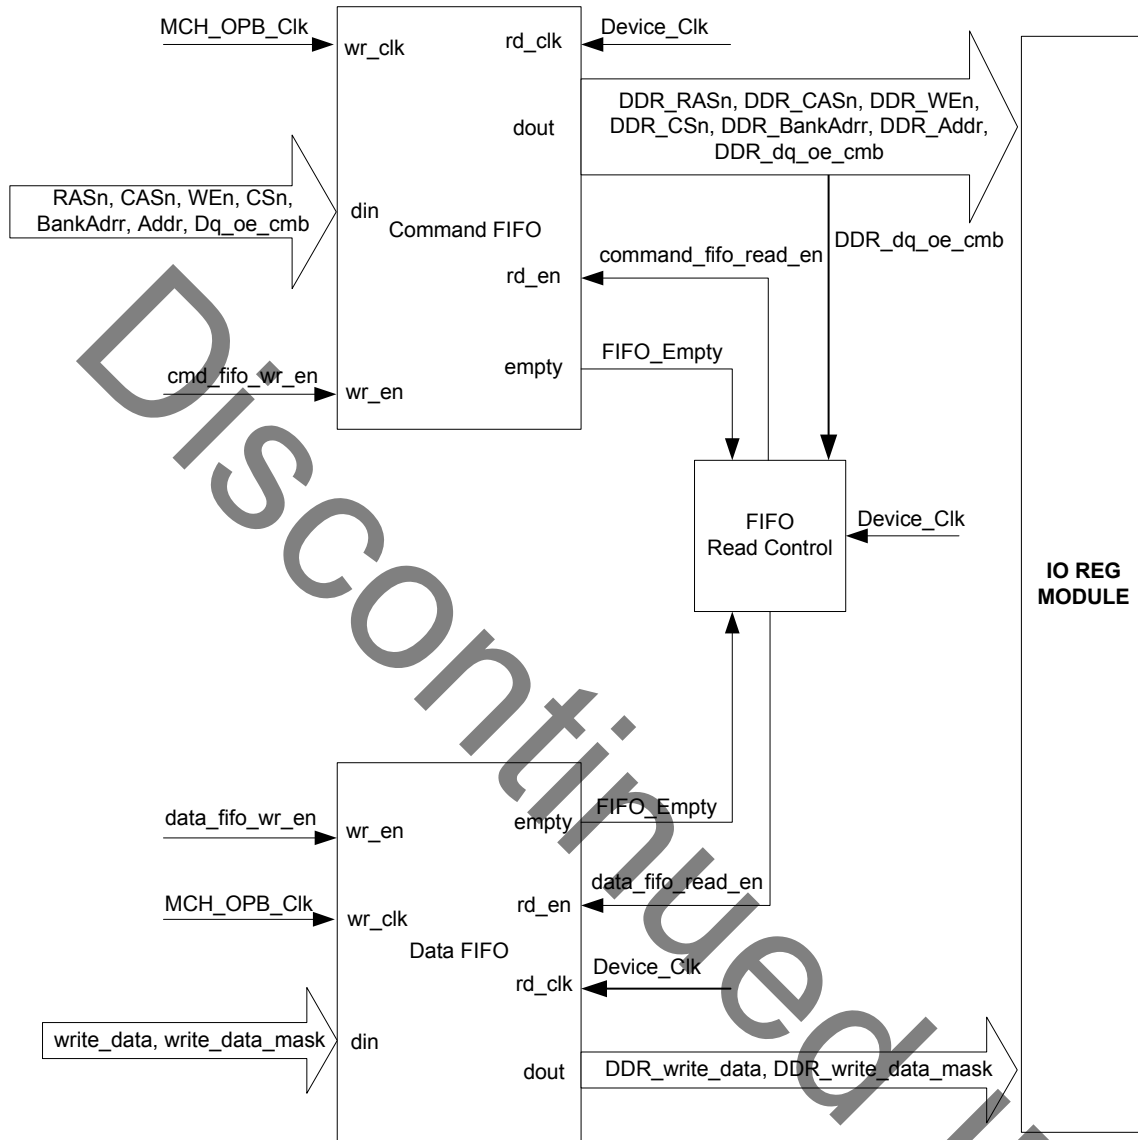 MCH_OPB_Clk
wr_clk
rd_clk
Device_Clk
dout
DDR_RASn, DDR_CASn, DDR_WEn,
DDR_CSn, DDR_BankAdrr, DDR_Addr,
DDR_dq_oe_cmb
RASn, CASn, WEn, CSn,
BankAdrr, Addr, Dq_oe_cmb
din
Command FIFO
DDR_dq_oe_cmb
command_fifo_read_en
rd_en
FIFO_Empty
empty
cmd_fifo_wr_en
wr_en
FIFO
Read Control
Device_Clk
IO REG
MODULE
Discontinued
data_fifo_wr_en
wr_en
empty
FIFO_Empty
data_fifo_read_en
rd_en
MCH_OPB_Clk
wr_clk
Data FIFO
Device_Clk
rd_clk
write_data, write_data_mask
din
dout
DDR_write_data, DDR_write_data_mask